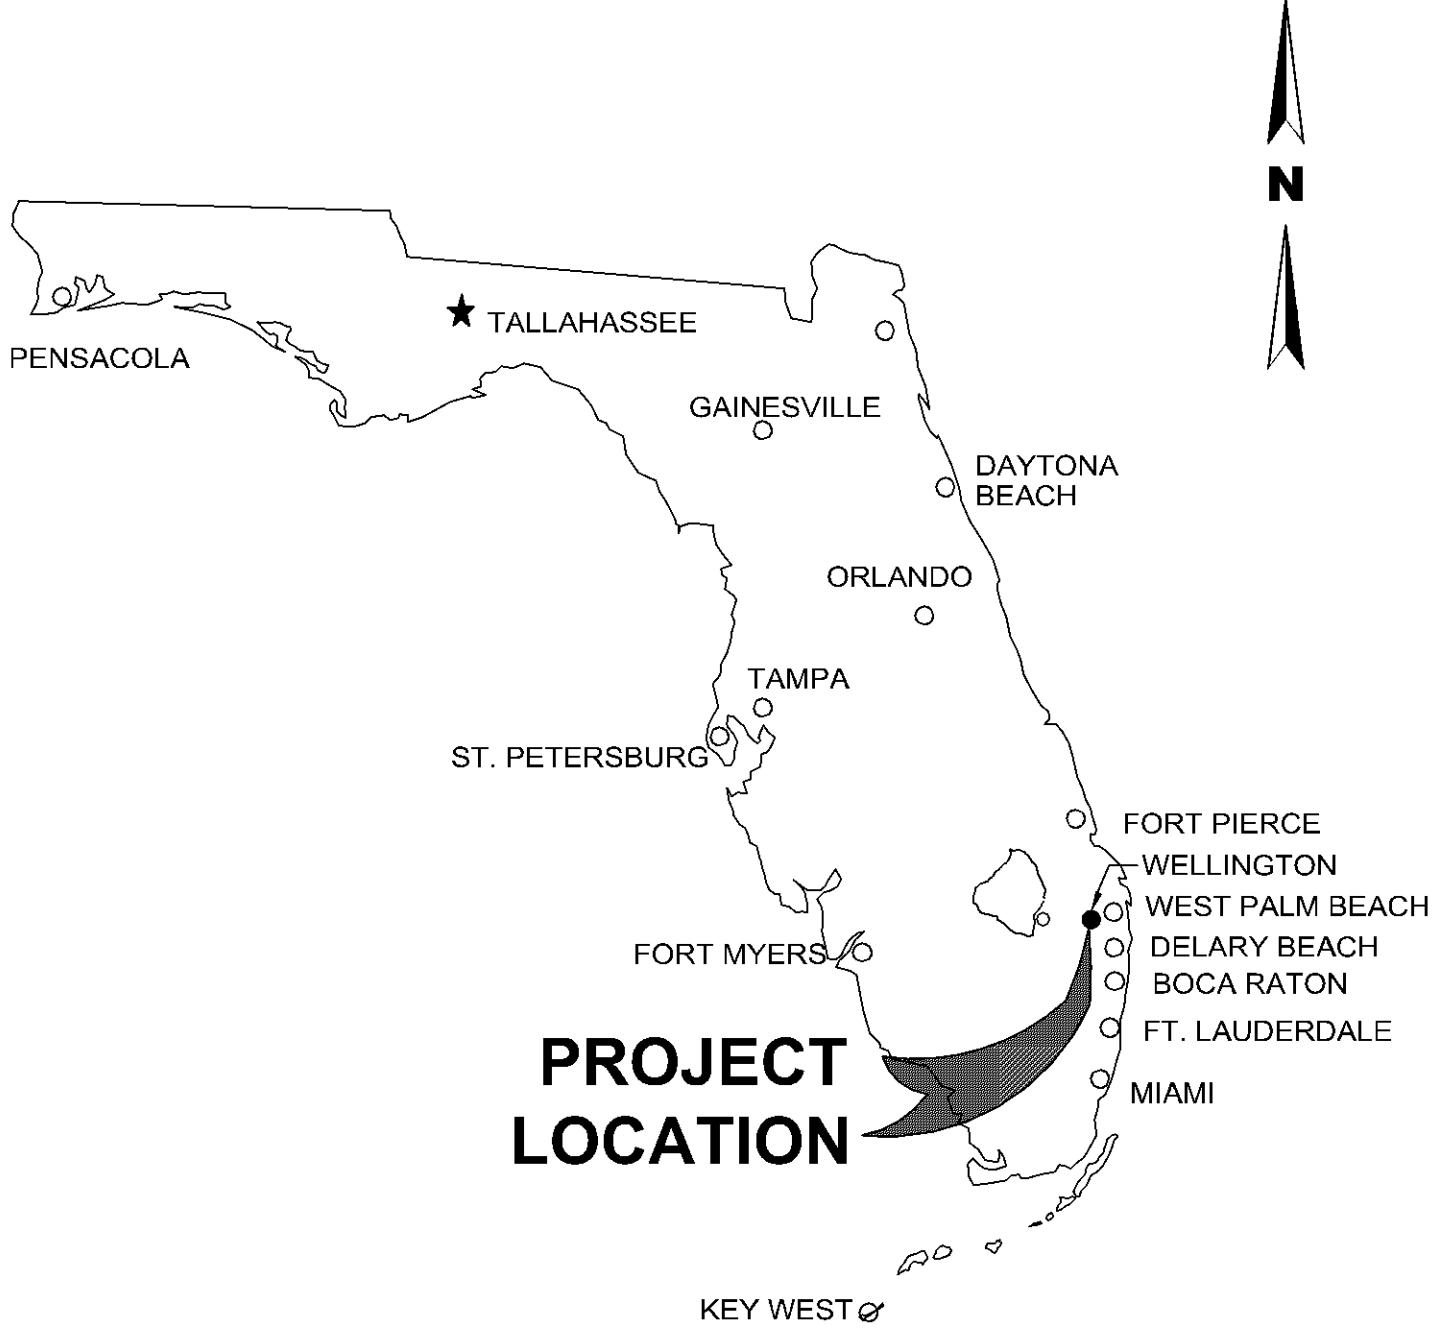 N
TALLAHASSEE
PENSACOLA
GAINESVILLE
DAYTONA
BEACH
ORLANDO
TAMPA
ST. PETERSBURG
FORT PIERCE
WELLINGTON
WEST PALM BEACH
FORT MYERS
DELARY BEACH
BOCA RATON
FT. LAUDERDALE
PROJECT
LOCATION
MIAMI
KEY WEST